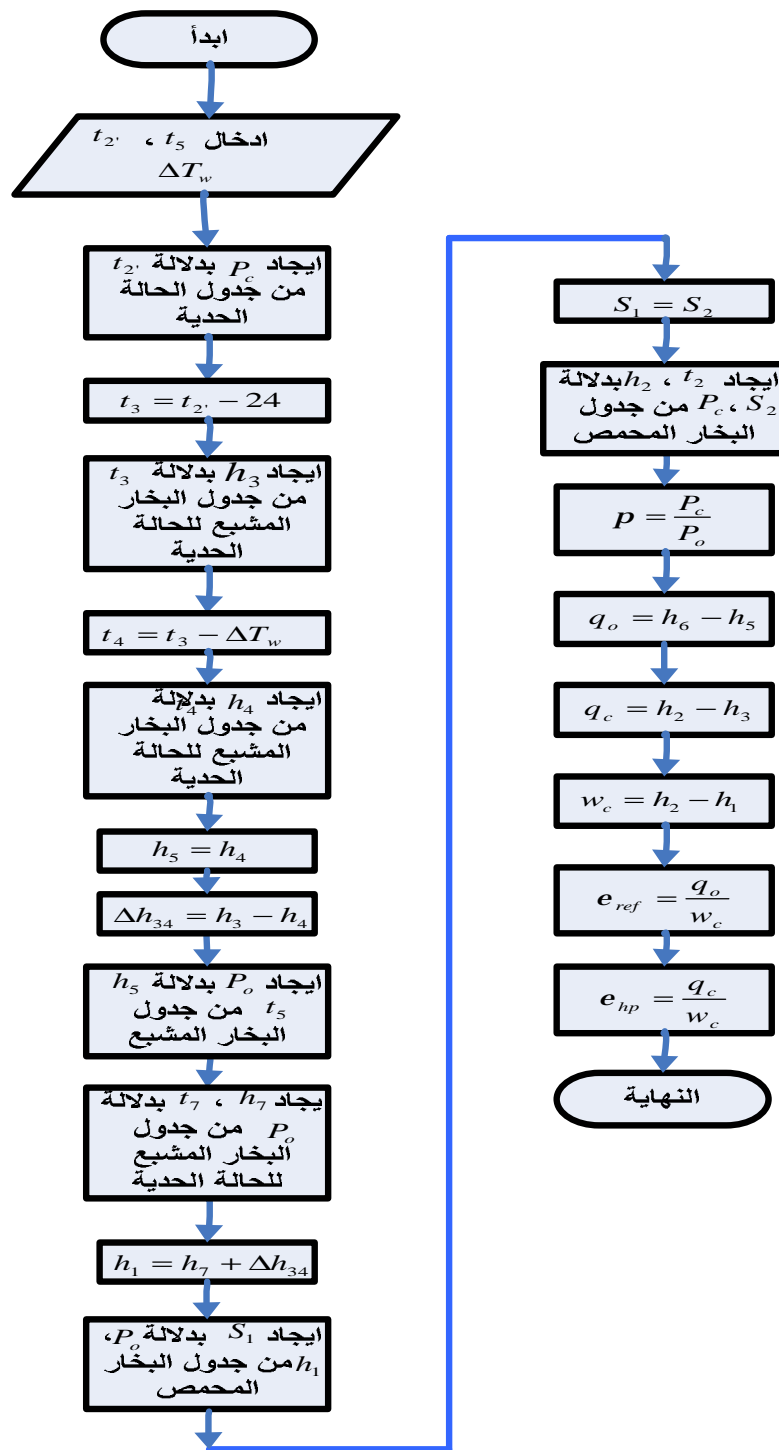 ابدأ
ادخال t5 ، t2'
ΔTw
ايجاد Pc بدلالة t2'
من جدول الحالة
الحدية
t3 = t2' − 24
ايجاد h3 بدلالة t3
من جدول البخار
المشبع للحالة
الحدية
t4 = t3 − ΔTw
ايجاد h4 بدلالة t4
من جدول البخار
المشبع للحالة
الحدية
h5 = h4
Δh34 = h3 − h4
ايجاد Po بدلالة h5
t5 من جدول
البخار المشبع
يجاد h7 ، t7 بدلالة
Po من جدول
البخار المشبع
للحالة الحدية
h1 = h7 + Δh34
ايجاد S1 بدلالة Po،
h1 من جدول البخار
المحمص
S1 = S2
ايجاد t2 ، h2 بدلالة
Pc، S2 من جدول
البخار المحمص
p = Pc / Po
qo = h6 − h5
qc = h2 − h3
wc = h2 − h1
eref = qo / wc
ehp = qc / wc
النهاية